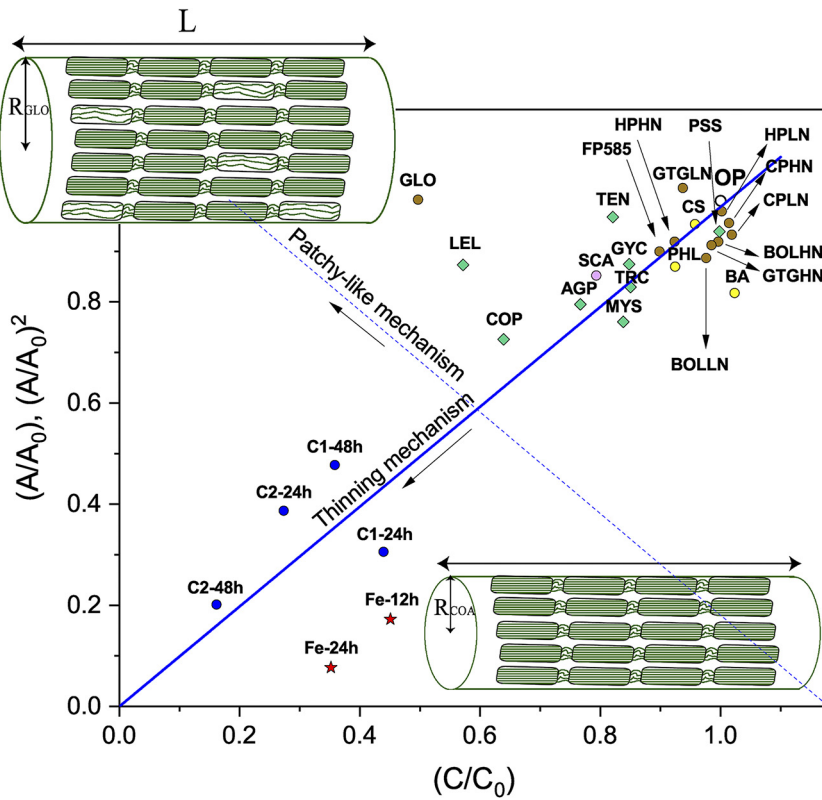 L
R_GLO
HPHN
PSS
HPLN
FP585
GLO
GTGLN
OP
CPHN
TEN
CS
CPLN
LEL
GYC
PHL
BOLHN
SCA
TRC
BA
GTGHN
AGP
MYS
COP
BOLLN
Patchy-like mechanism
Thinning mechanism
C1-48h
C2-24h
C1-24h
C2-48h
Fe-12h
Fe-24h
R_COA
0.8
0.6
0.4
0.2
0.0
(A/A₀), (A/A₀)²
0.0 0.2 0.4 0.6 0.8 1.0
(C/C₀)